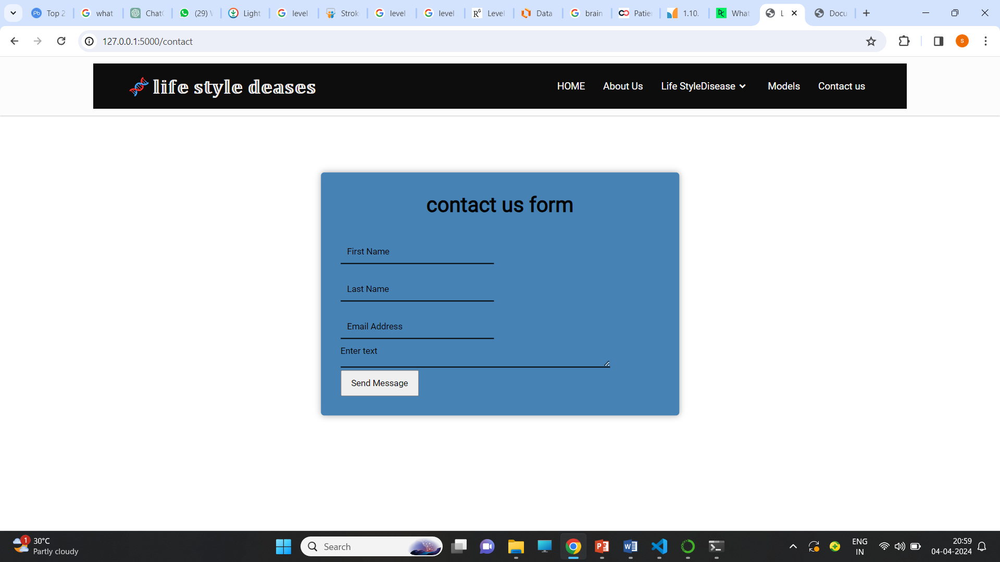 Top 2
what
Chat
(29) W
Light
level
Strok
level
level
Level
Data
brain
Patier
1.10.
What
L
Docu
127.0.0.1:5000/contact
S
life style deases
HOME
About Us
Life StyleDisease
Models
Contact us
contact us form
First Name
Last Name
Email Address
Enter text
Send Message
1
30°C
Partly cloudy
Search
ENG
IN
20:59
04-04-2024